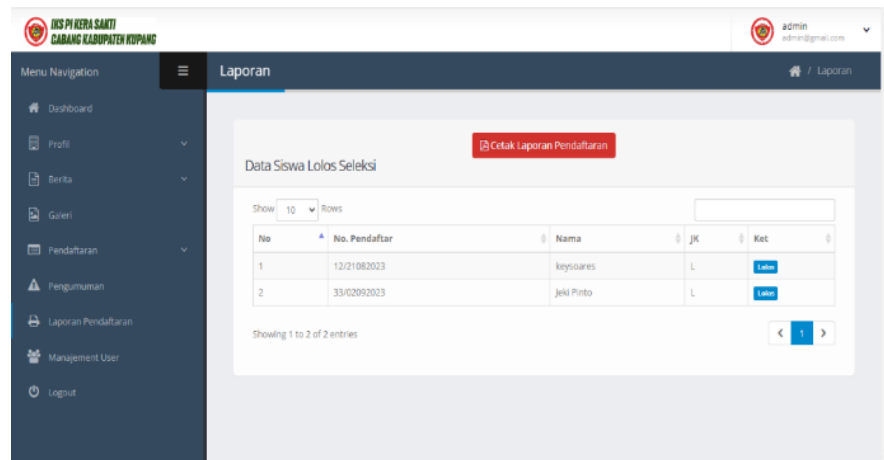 IKS PI KERA SAKTI
CABANG KABUPATEN KUPANG
admin
admin@gmail.com
Menu Navigation
Laporan
/ Laporan
Dashboard
Profil
Berita
Galeri
Pendaftaran
Pengumuman
Laporan Pendaftaran
Manajement User
Logout
Cetak Laporan Pendaftaran
Data Siswa Lolos Seleksi
Show 10 Rows
No No. Pendaftar Nama JK Ket
1 12/21082023 keysoares L Lolos
2 33/02092023 Jeki Pinto L Lolos
Showing 1 to 2 of 2 entries
1